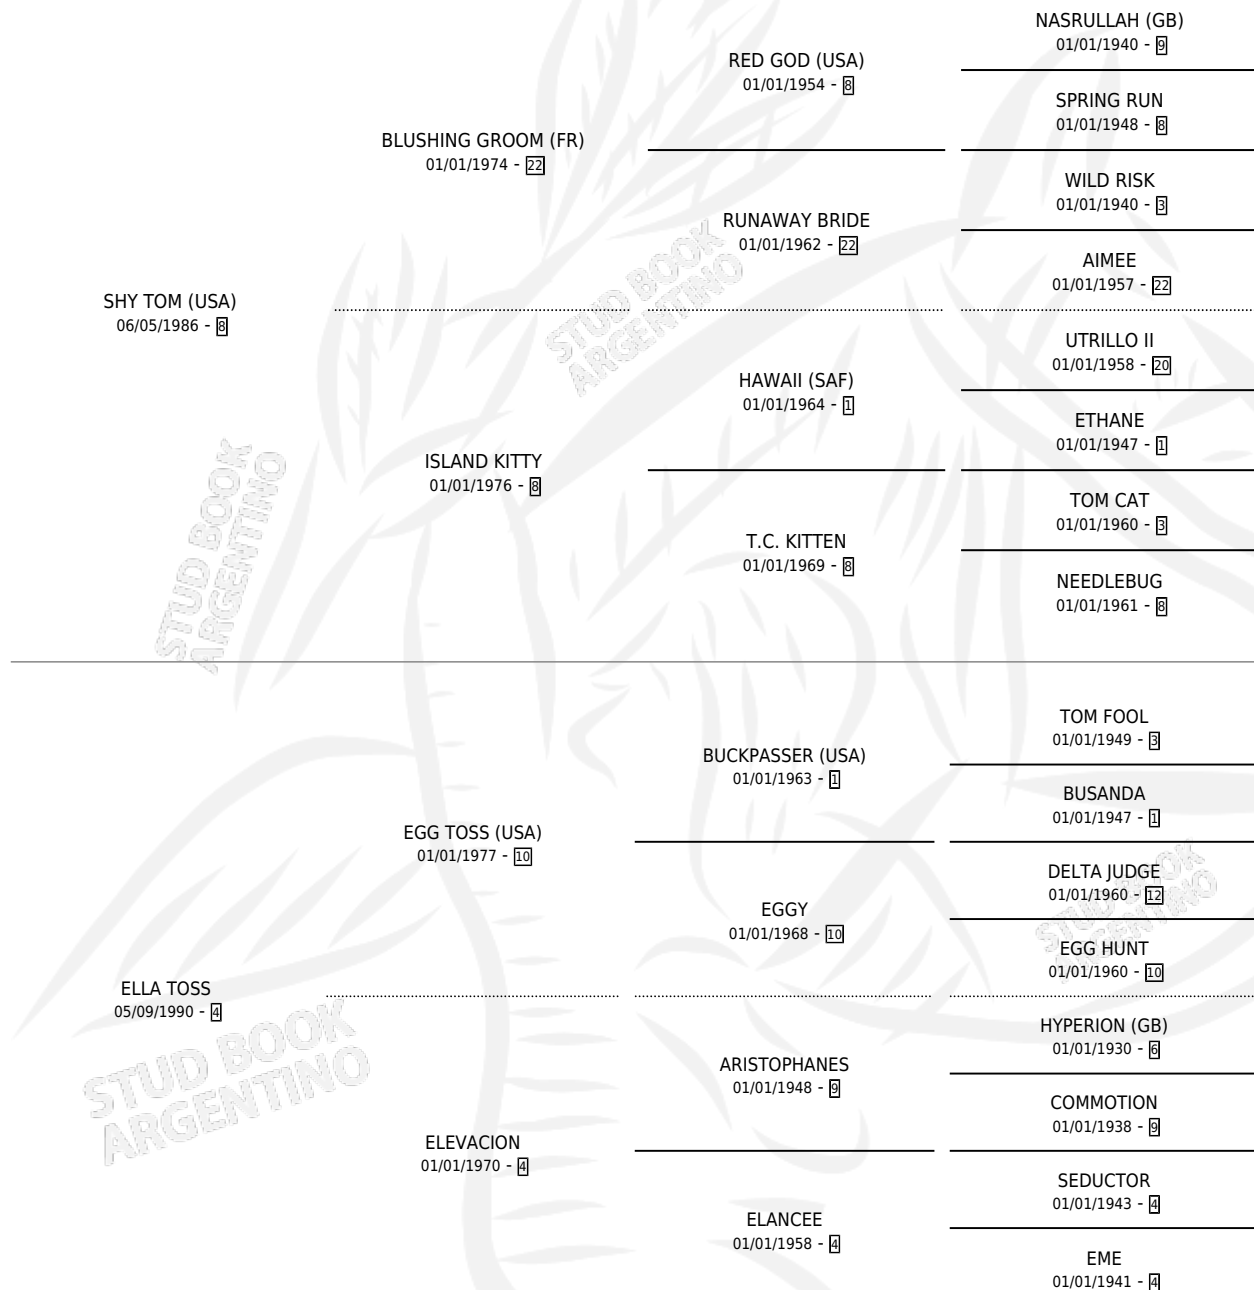 NASRULLAH (GB)
01/01/1940 - 9
RED GOD (USA)
01/01/1954 - 8
SPRING RUN
01/01/1948 - 8
BLUSHING GROOM (FR)
01/01/1974 - 22
WILD RISK
01/01/1940 - 3
RUNAWAY BRIDE
01/01/1962 - 22
AIMEE
01/01/1957 - 22
SHY TOM (USA)
06/05/1986 - 8
UTRILLO II
01/01/1958 - 20
HAWAII (SAF)
01/01/1964 - 1
ETHANE
01/01/1947 - 1
ISLAND KITTY
01/01/1976 - 8
TOM CAT
01/01/1960 - 3
T.C. KITTEN
01/01/1969 - 8
NEEDLEBUG
01/01/1961 - 8
TOM FOOL
01/01/1949 - 3
BUCKPASSER (USA)
01/01/1963 - 1
BUSANDA
01/01/1947 - 1
EGG TOSS (USA)
01/01/1977 - 10
DELTA JUDGE
01/01/1960 - 12
EGGY
01/01/1968 - 10
EGG HUNT
01/01/1960 - 10
ELLA TOSS
05/09/1990 - 4
HYPERION (GB)
01/01/1930 - 6
ARISTOPHANES
01/01/1948 - 9
COMMOTION
01/01/1938 - 9
ELEVACION
01/01/1970 - 4
SEDUCTOR
01/01/1943 - 4
ELANCEE
01/01/1958 - 4
EME
01/01/1941 - 4
STUD BOOK
ARGENTINO
STUD BOOK
ARGENTINO
STUD BOOK
ARGENTINO
STUD BOOK
ARGENTINO